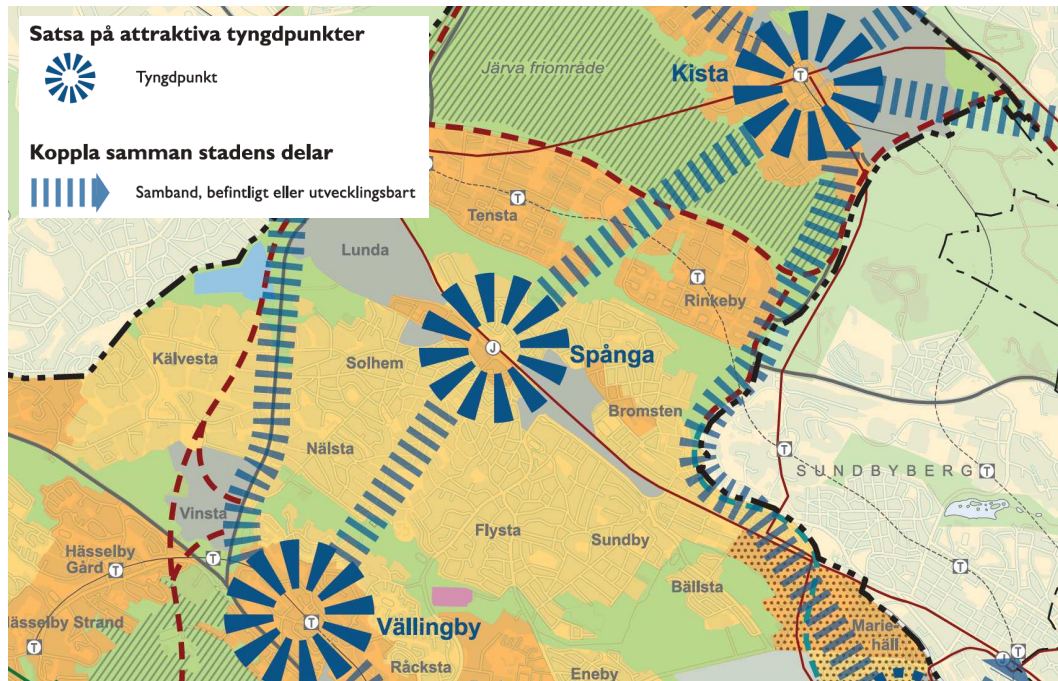 Satsa på attraktiva tyngdpunkter
Tyngdpunkt
Koppla samman stadens delar
Samband, befintligt eller utvecklingsbart
Järva friområde
Kista
T
T
Tensta
Lunda
T
Rinkeby
Kälvesta
Solhem
J
Spånga
Bromsten
Nälsta
T
SUNDBYBERG
T
Vinsta
Flysta
Sundby
Hässelby
Gård
T
T
T
Bällsta
ässelby Strand
T
T
Vällingby
Marie-
häll
T
Råcksta
Eneby
J
T